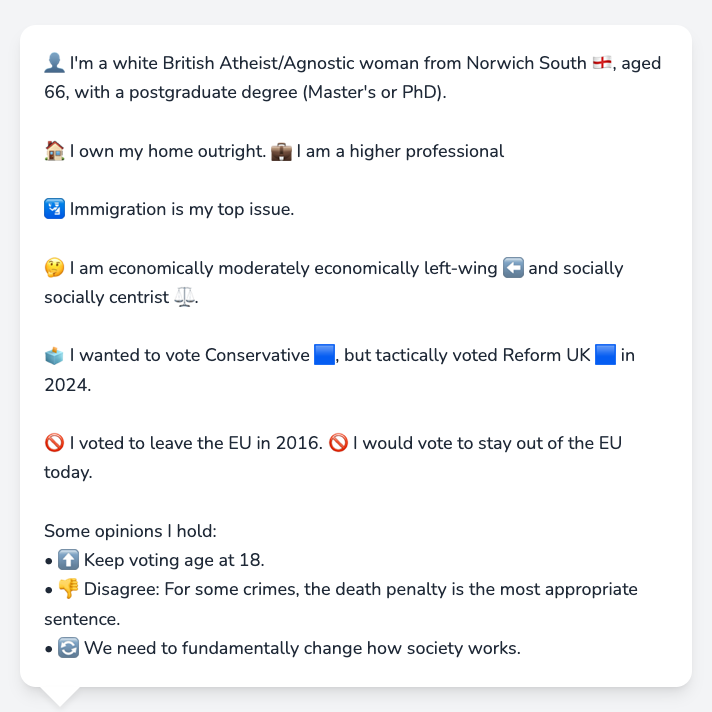 👤 I'm a white British Atheist/Agnostic woman from Norwich South 🏴󠁧󠁢󠁥󠁮󠁧󠁿, aged
66, with a postgraduate degree (Master's or PhD).
🏠 I own my home outright. 💼 I am a higher professional
🛂 Immigration is my top issue.
🤔 I am economically moderately economically left-wing ⬅️ and socially
socially centrist ⚖️.
🗳️ I wanted to vote Conservative 🟦, but tactically voted Reform UK 🟦 in
2024.
🚫 I voted to leave the EU in 2016. 🚫 I would vote to stay out of the EU
today.
Some opinions I hold:
• ⬆️ Keep voting age at 18.
• 👎 Disagree: For some crimes, the death penalty is the most appropriate
sentence.
• 🔄 We need to fundamentally change how society works.